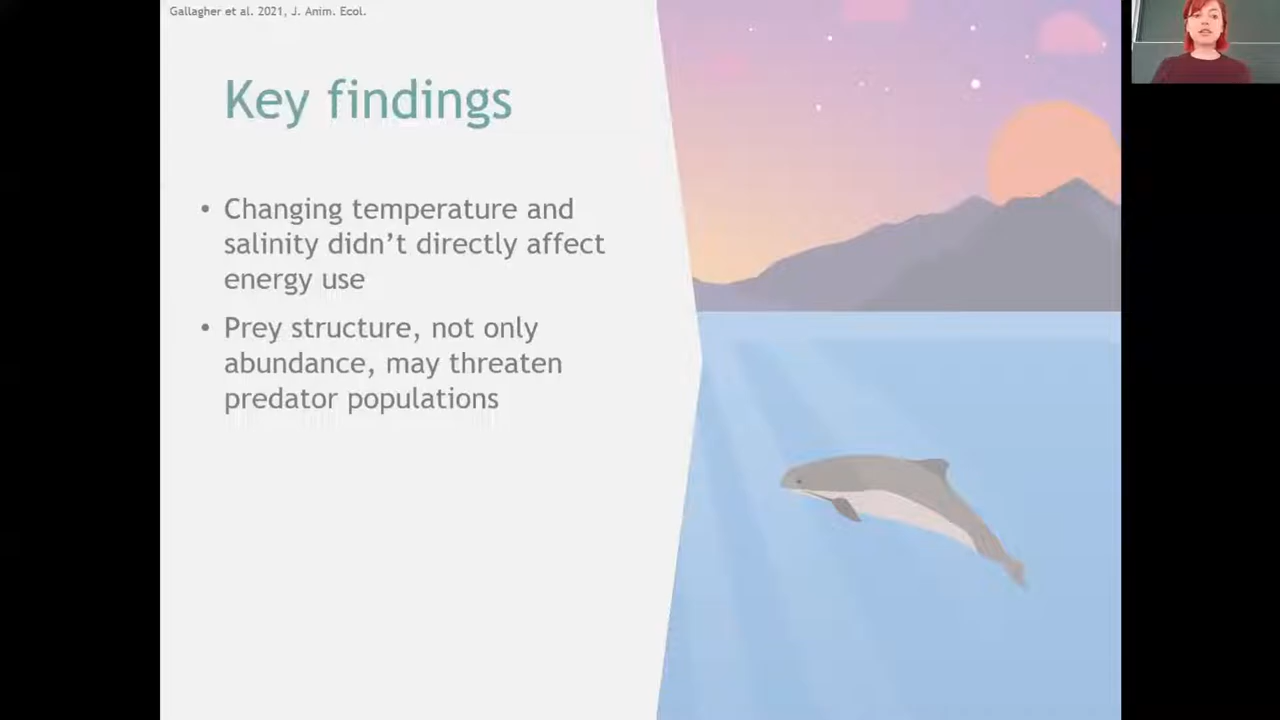 Gallagher et al. 2021, J. Anim. Ecol.
Key findings
• Changing temperature and
salinity didn't directly affect
energy use
• Prey structure, not only
abundance, may threaten
predator populations